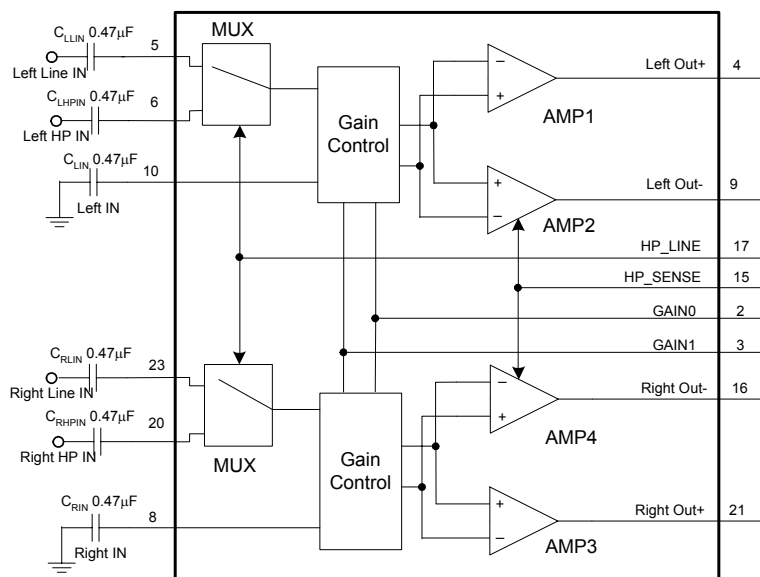 MUX
C_LLIN 0.47μF
5
Left Line IN
C_LHPIN 0.47μF
6
Left HP IN
C_LIN 0.47μF
10
Left IN
Gain
Control
−
+
AMP1
Left Out+ 4
+
−
AMP2
Left Out- 9
HP_LINE 17
HP_SENSE 15
GAIN0 2
GAIN1 3
C_RLIN 0.47μF
23
Right Line IN
C_RHPIN 0.47μF
20
Right HP IN
MUX
C_RIN 0.47μF
8
Right IN
Gain
Control
−
+
AMP4
Right Out- 16
+
−
AMP3
Right Out+ 21